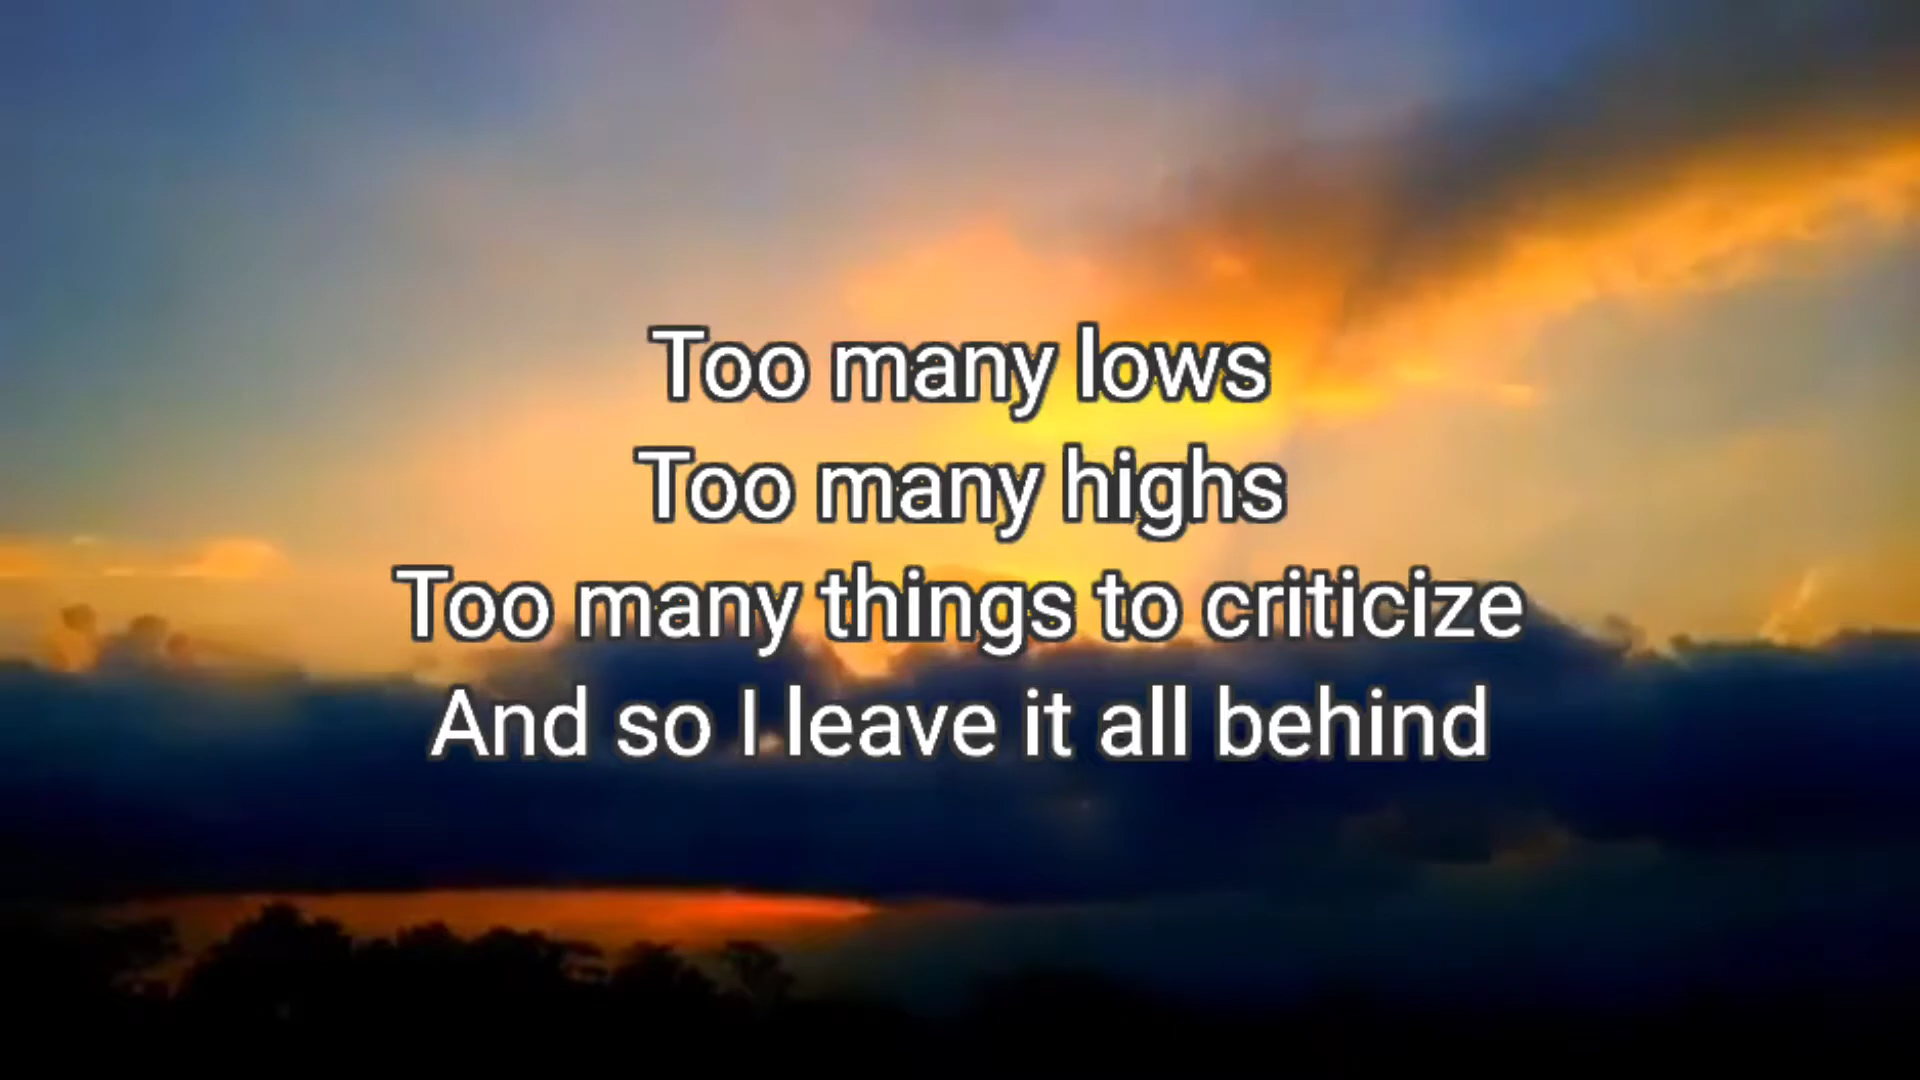 Too many lows
Too many highs
Too many things to criticize
And so I leave it all behind